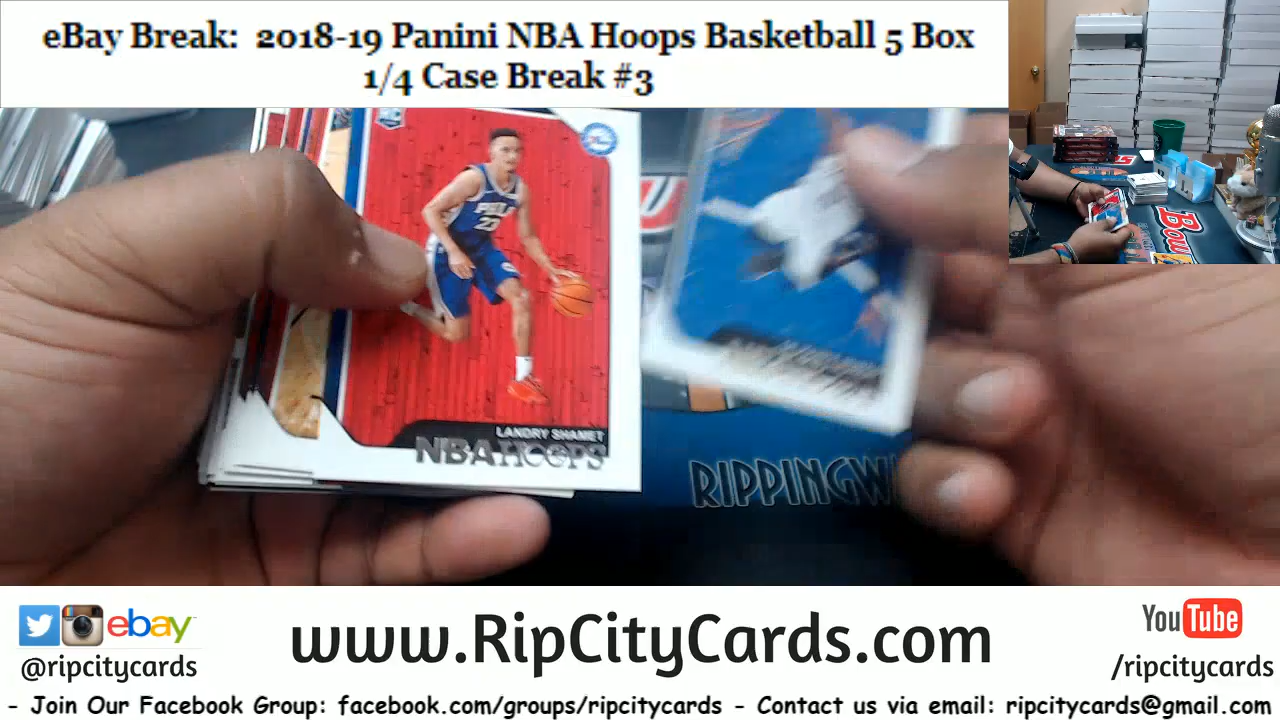 eBay Break: 2018-19 Panini NBA Hoops Basketball 5 Box
1/4 Case Break #3
PHILA
23
LANDRY SHAMET
NBA HOOPS
RIPPINGW
Bow
ebay
@ripcitycards
www.RipCityCards.com
YouTube
/ripcitycards
- Join Our Facebook Group: facebook.com/groups/ripcitycards - Contact us via email: ripcitycards@gmail.com